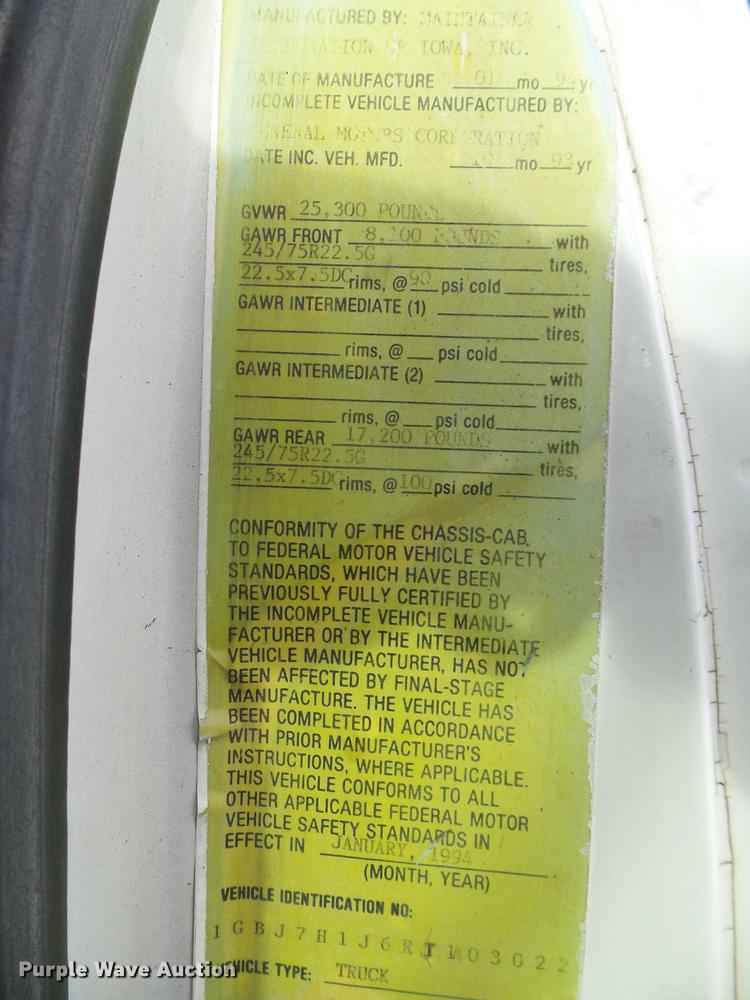 MANUFACTURED BY: MAINTAINER
OF IOWA, INC.
DATE OF MANUFACTURE 01 mo 94 yr
INCOMPLETE VEHICLE MANUFACTURED BY:
GENERAL MOTORS CORPORATION
DATE INC. VEH. MFD. mo 93 yr
GVWR 25,300 POUNDS
GAWR FRONT 8,100 POUNDS with
245/75R22.5G tires,
22.5x7.5DC rims, @ psi cold
GAWR INTERMEDIATE (1) with
tires,
rims, @ psi cold
GAWR INTERMEDIATE (2) with
tires,
rims, @ psi cold
GAWR REAR 17,200 POUNDS with
245/75R22.5G tires,
22.5x7.5DC rims, @ 100 psi cold
CONFORMITY OF THE CHASSIS-CAB
TO FEDERAL MOTOR VEHICLE SAFETY
STANDARDS, WHICH HAVE BEEN
PREVIOUSLY FULLY CERTIFIED BY
THE INCOMPLETE VEHICLE MANU-
FACTURER OR BY THE INTERMEDIATE
VEHICLE MANUFACTURER, HAS NOT
BEEN AFFECTED BY FINAL-STAGE
MANUFACTURE. THE VEHICLE HAS
BEEN COMPLETED IN ACCORDANCE
WITH PRIOR MANUFACTURER'S
INSTRUCTIONS, WHERE APPLICABLE.
THIS VEHICLE CONFORMS TO ALL
OTHER APPLICABLE FEDERAL MOTOR
VEHICLE SAFETY STANDARDS IN
EFFECT IN JANUARY, 1994
(MONTH, YEAR)
VEHICLE IDENTIFICATION NO:
1GBJ7H1J6RJ103022
VEHICLE TYPE: TRUCK
Purple Wave Auction